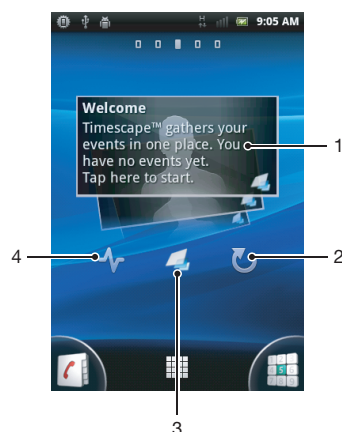 H
9:05 AM
Welcome
Timescape™ gathers your
events in one place. You
have no events yet.
Tap here to start.
1
4
2
5
3